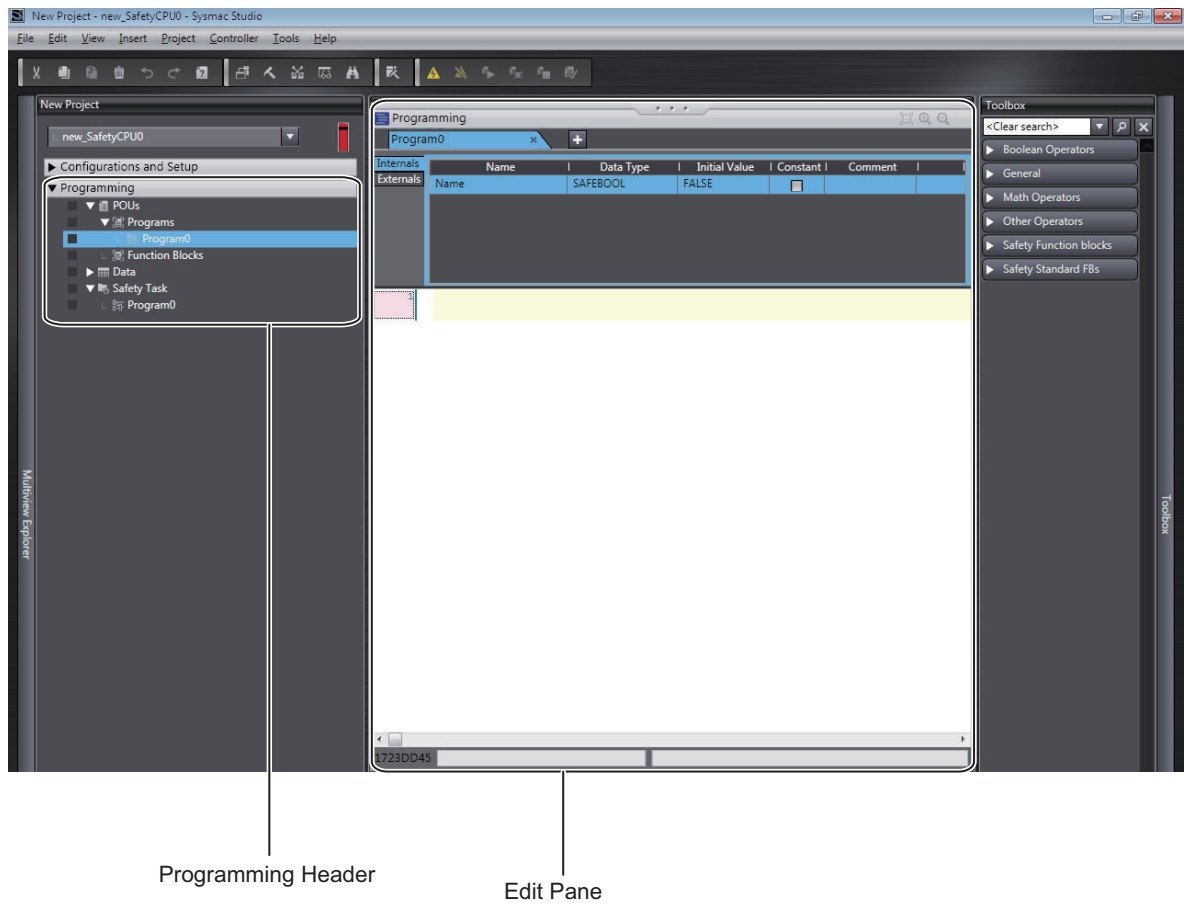 New Project - new_SafetyCPU0 - Sysmac Studio
File Edit View Insert Project Controller Tools Help
New Project
new_SafetyCPU0
Configurations and Setup
Programming
POUs
Programs
Program0
Function Blocks
Data
Safety Task
Program0
Multiview Explorer
Programming
Program0
Internals
Externals
Name Data Type Initial Value Constant Comment
Name SAFEBOOL FALSE
1
1723DD45
Toolbox
<Clear search>
Boolean Operators
General
Math Operators
Other Operators
Safety Function blocks
Safety Standard FBs
Toolbox
Programming Header
Edit Pane